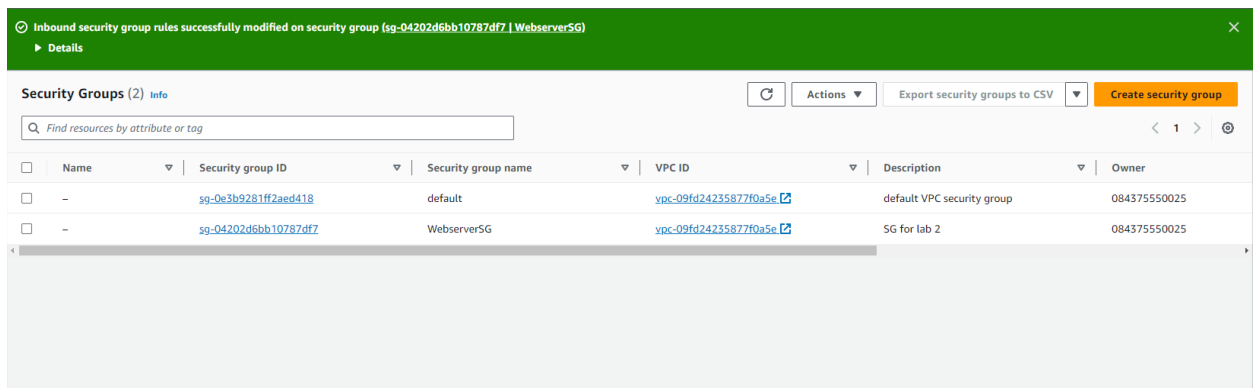 Inbound security group rules successfully modified on security group (sg-04202d6bb10787df7 | WebserverSG)
Details
Security Groups (2) Info
Actions
Export security groups to CSV
Create security group
Find resources by attribute or tag
1
Name Security group ID Security group name VPC ID Description Owner
– sg-0e3b9281ff2aed418 default vpc-09fd24235877f0a5e default VPC security group 084375550025
– sg-04202d6bb10787df7 WebserverSG vpc-09fd24235877f0a5e SG for lab 2 084375550025